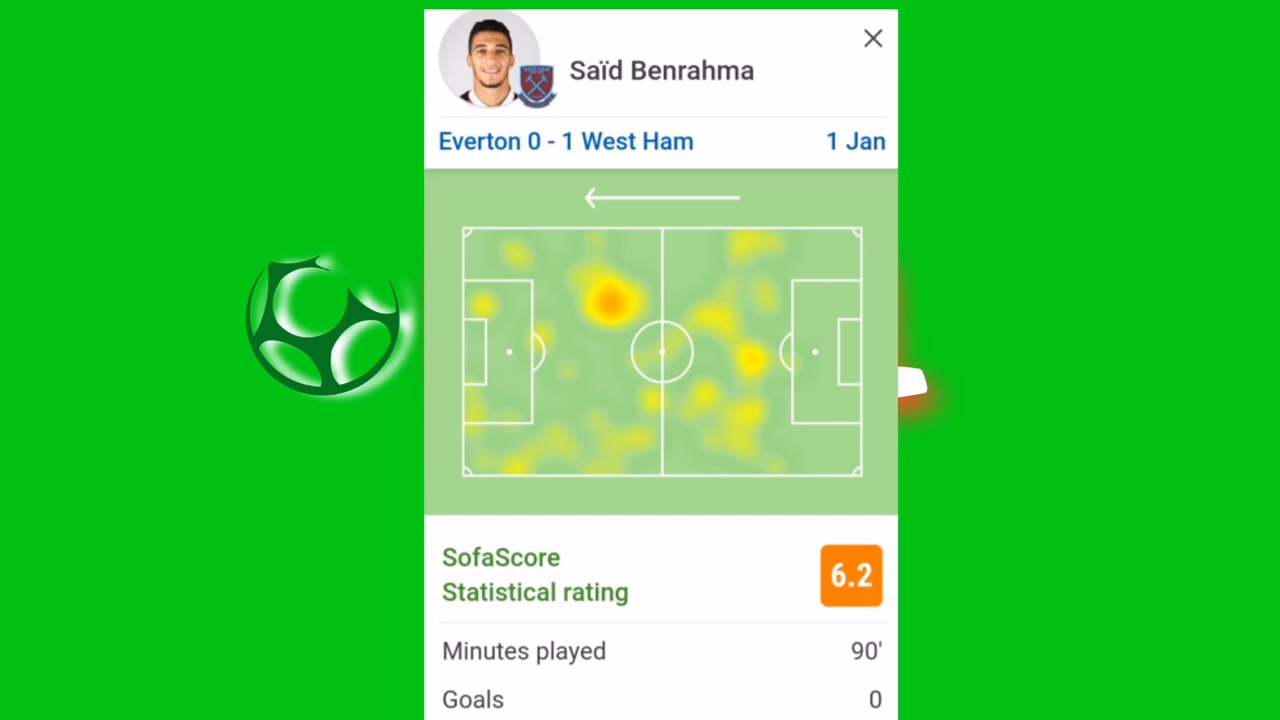 Saïd Benrahma
Everton 0 - 1 West Ham 1 Jan
SofaScore
Statistical rating
6.2
Minutes played 90'
Goals 0